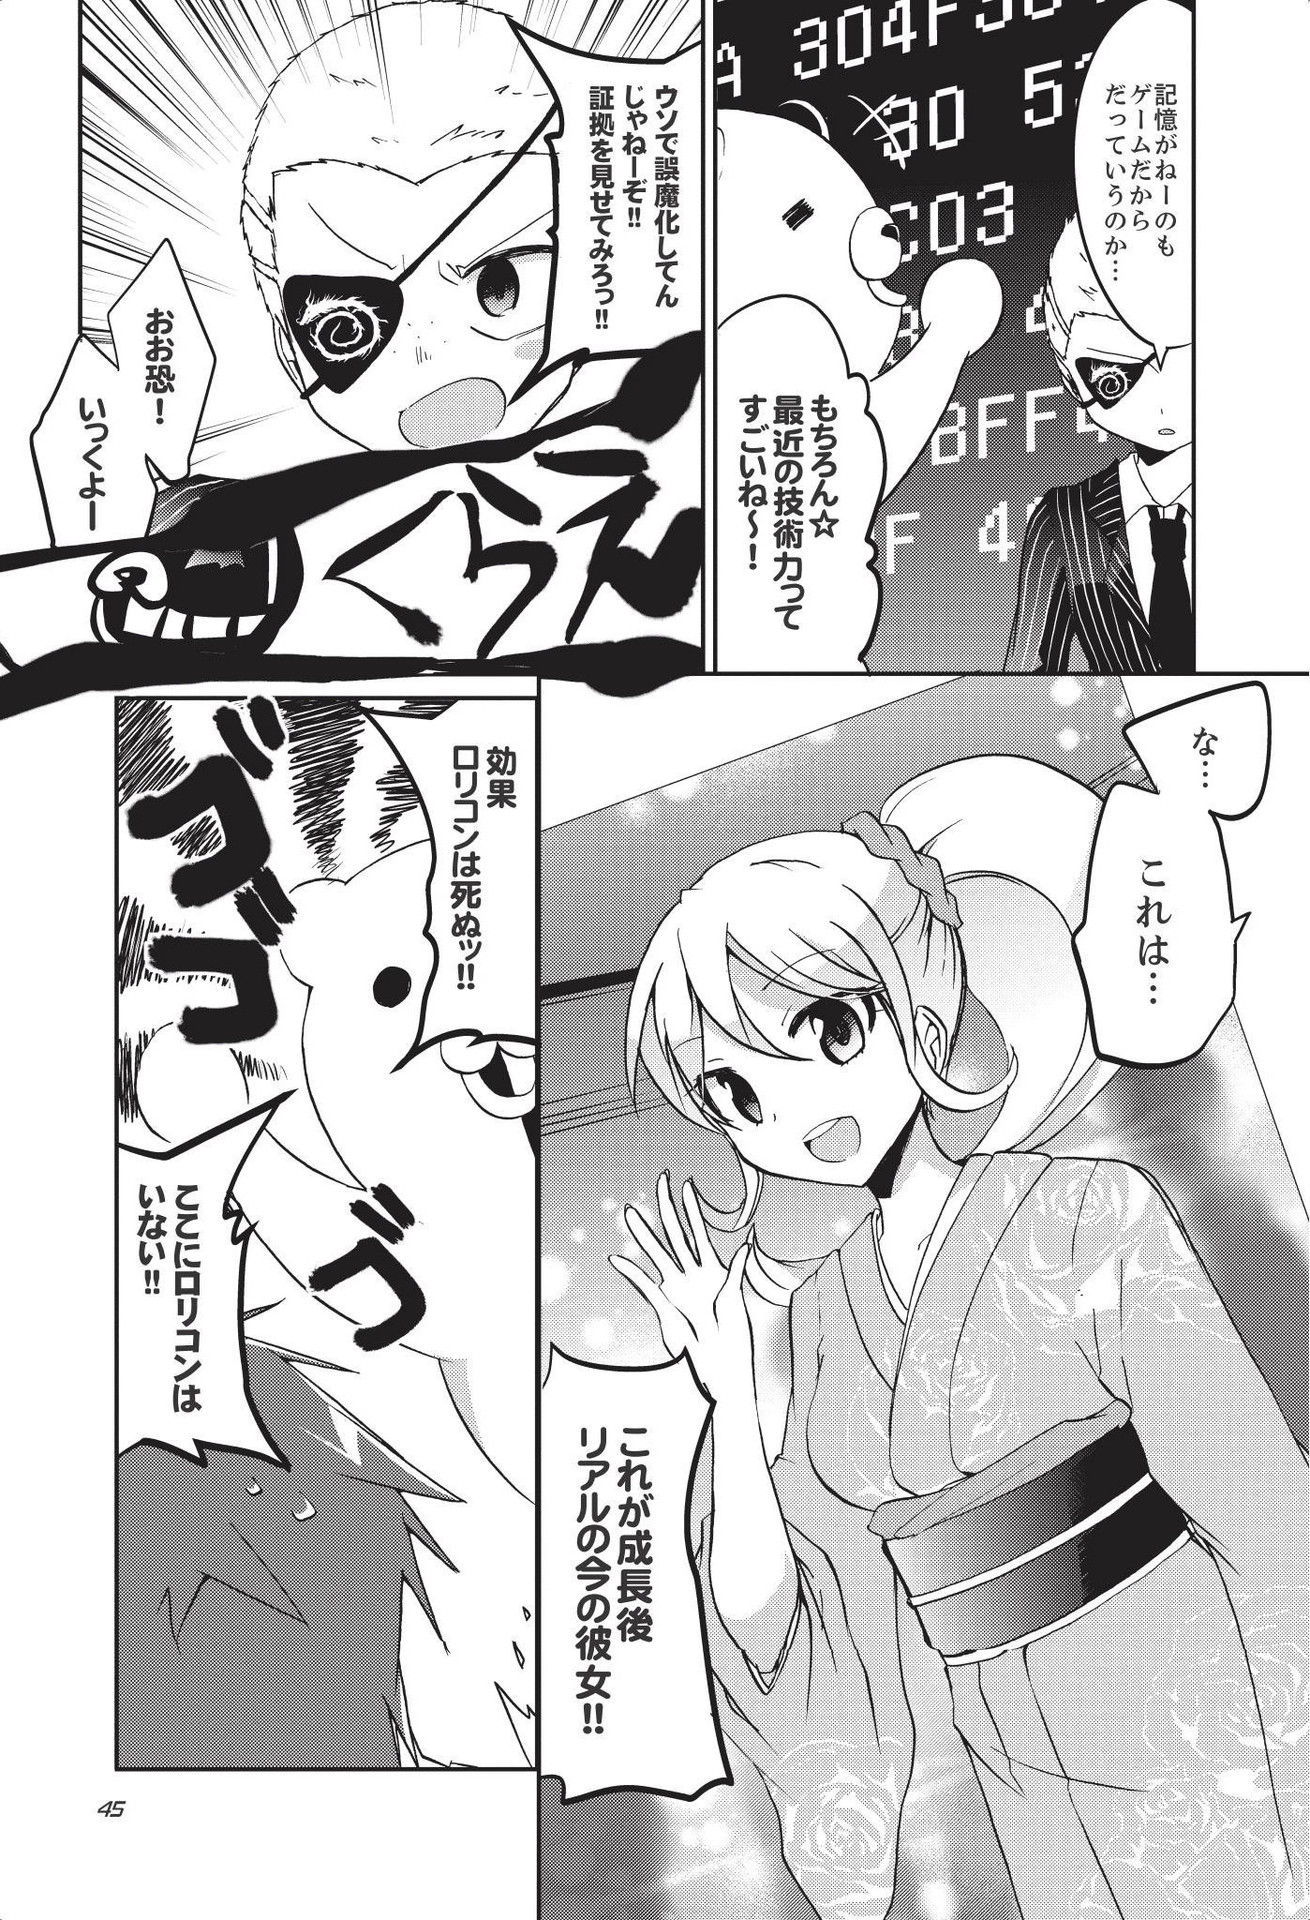 記憶がねーのも
ゲームだから
だっていうのか…
A 304F
30 5
C03
4
8FF4
F 4
もちろん☆
最近の技術力って
すごいね～！
ウソで誤魔化してん
じゃねーぞ!!
証拠を見せてみろっ!!
おお恐！
いっくよー
くらえ
な…
これは…
これが成長後
リアルの今の彼女!!
効果
ロリコンは死ぬッ!!
ゴゴ
ゴ
ここにロリコンは
いない!!
45